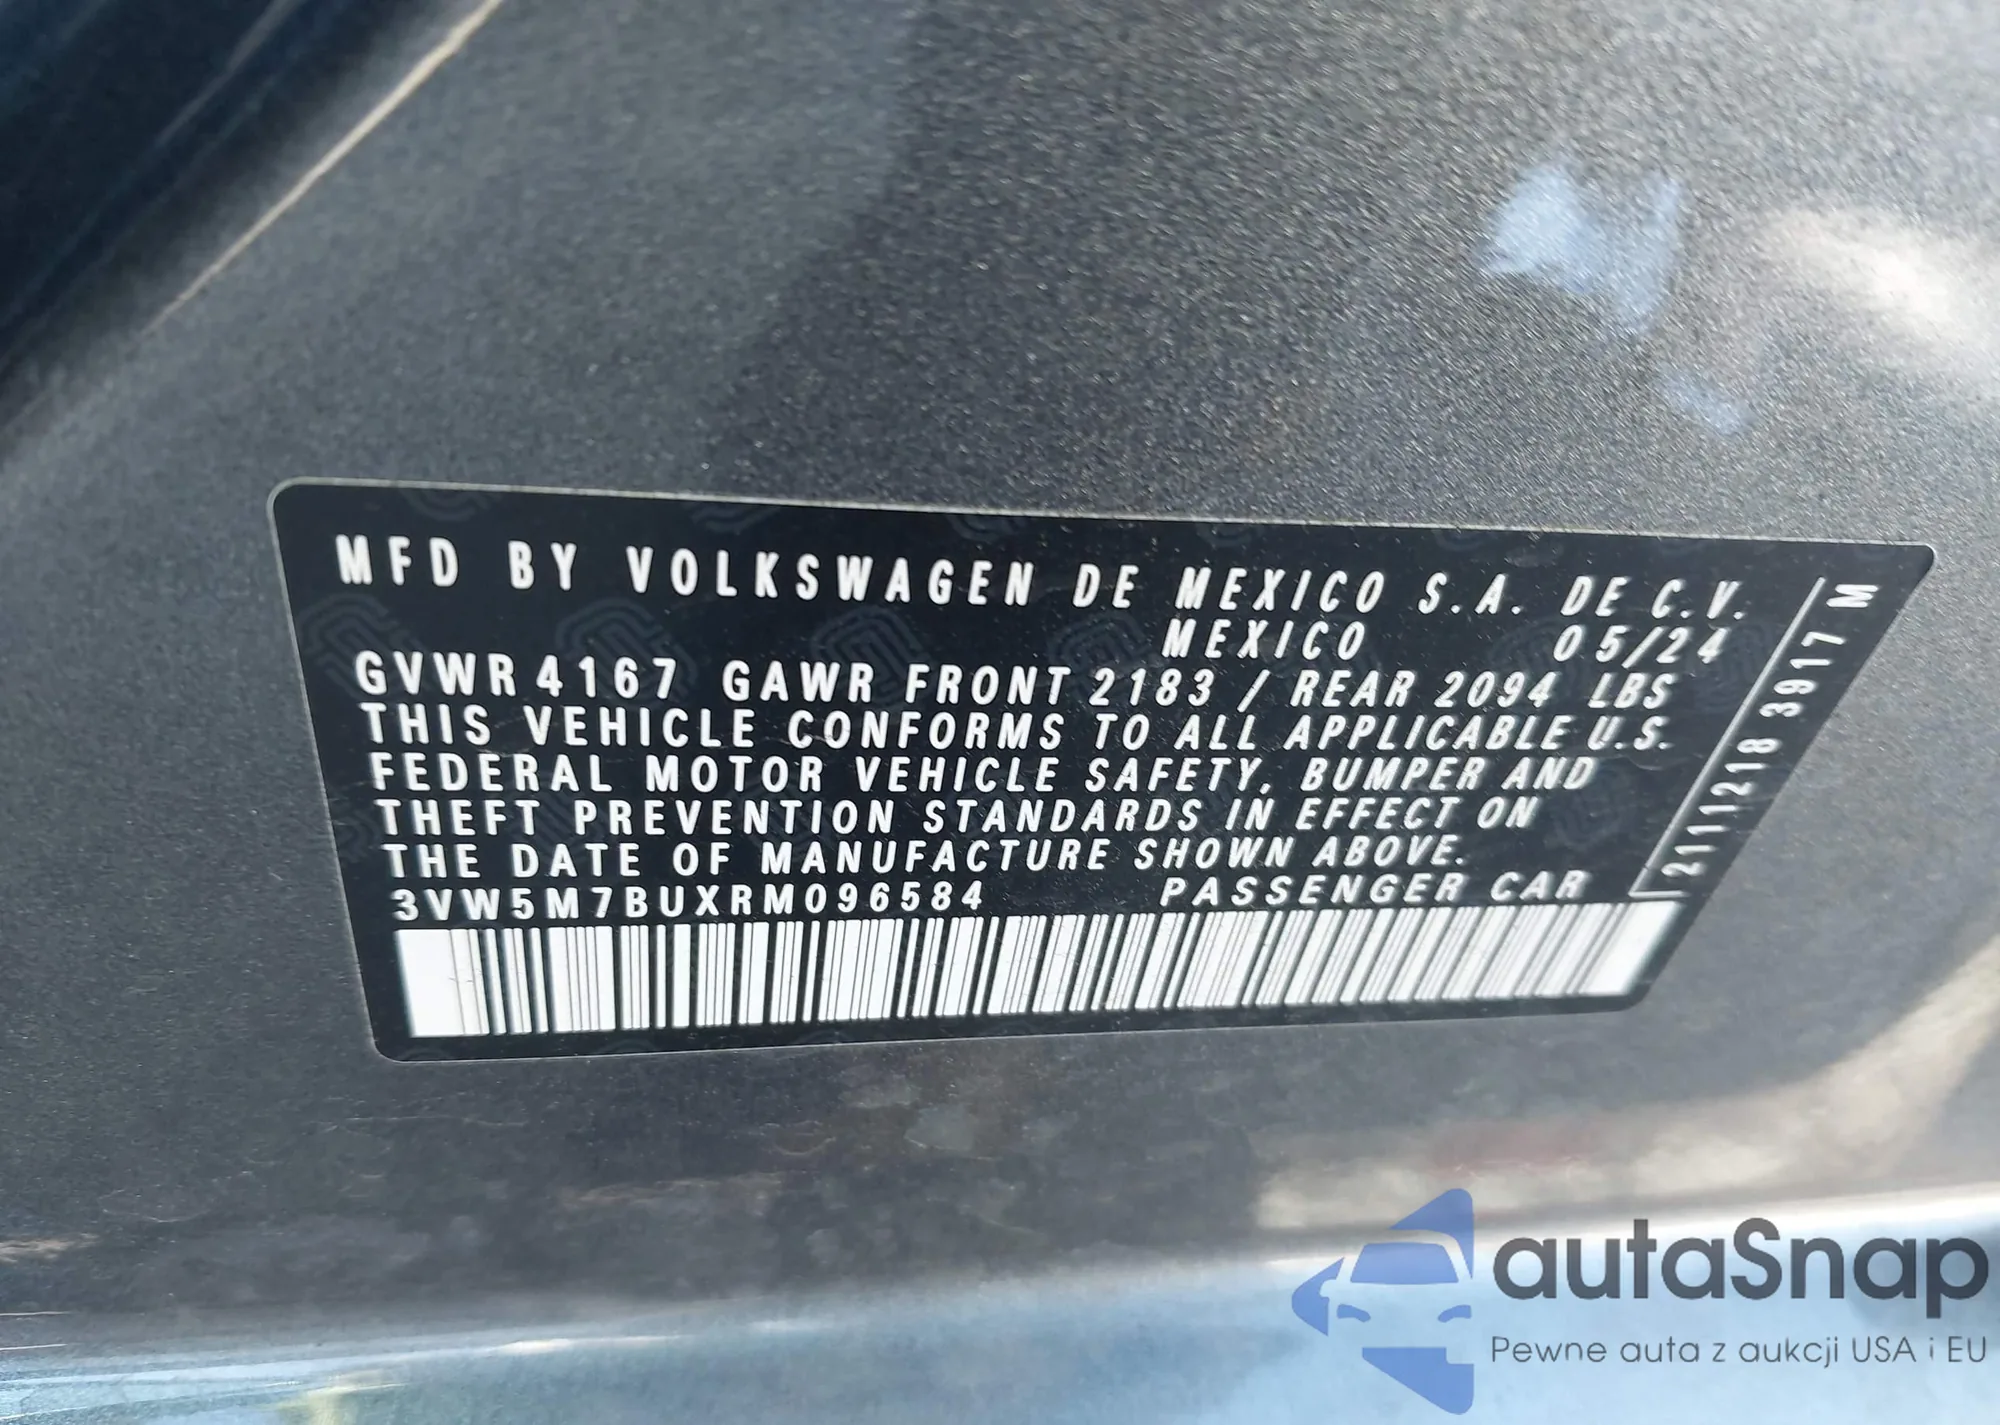 MFD BY VOLKSWAGEN DE MEXICO S.A. DE C.V.
MEXICO 05/24
GVWR 4167 GAWR FRONT 2183 / REAR 2094 LBS
THIS VEHICLE CONFORMS TO ALL APPLICABLE U.S.
FEDERAL MOTOR VEHICLE SAFETY, BUMPER AND
THEFT PREVENTION STANDARDS IN EFFECT ON
THE DATE OF MANUFACTURE SHOWN ABOVE.
3VW5M7BUXRM096584 PASSENGER CAR
2111218 3917 M
autaSnap
Pewne auta z aukcji USA i EU